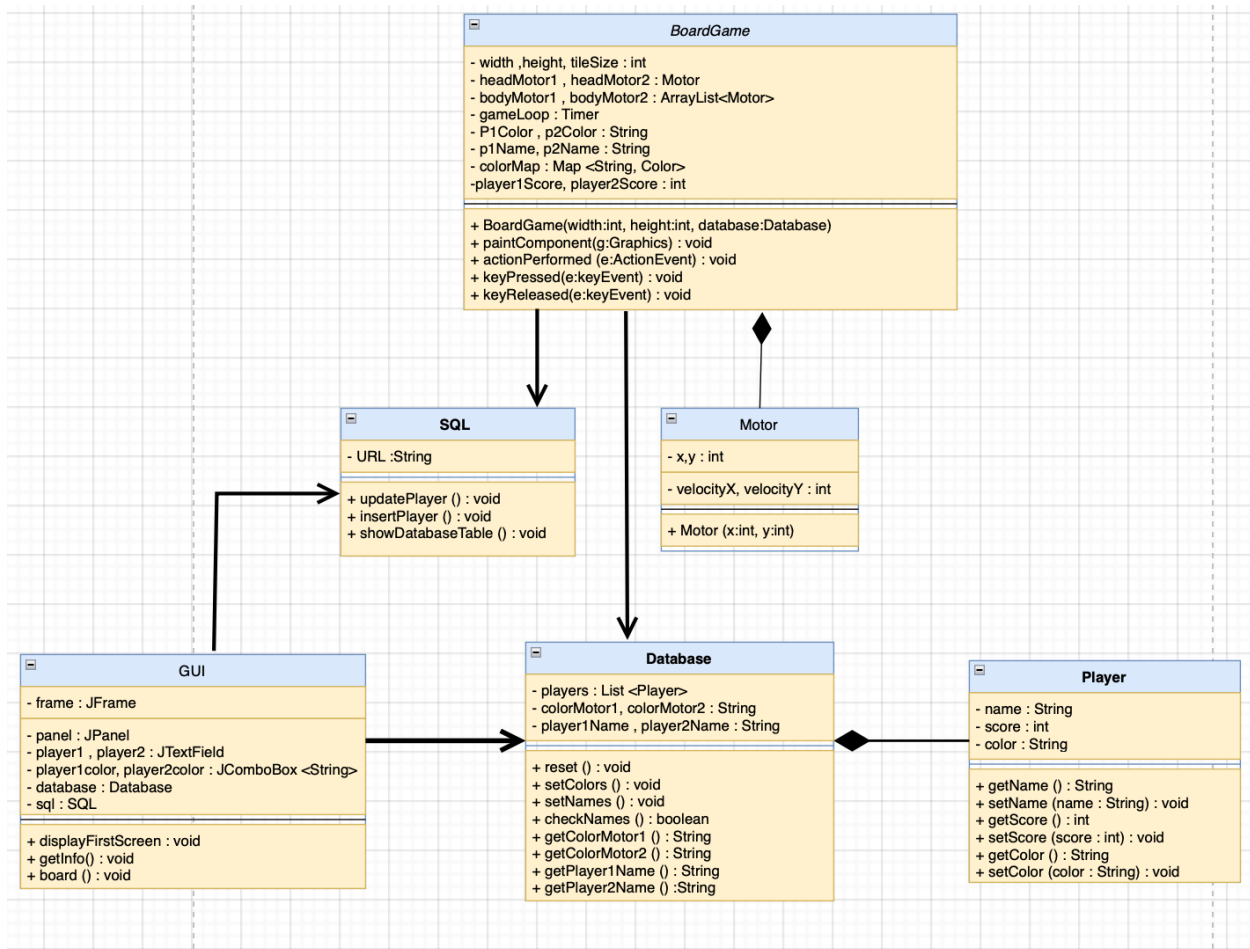 BoardGame
- width ,height, tileSize : int
- headMotor1 , headMotor2 : Motor
- bodyMotor1 , bodyMotor2 : ArrayList<Motor>
- gameLoop : Timer
- P1Color , p2Color : String
- p1Name, p2Name : String
- colorMap : Map <String, Color>
-player1Score, player2Score : int
+ BoardGame(width:int, height:int, database:Database)
+ paintComponent(g:Graphics) : void
+ actionPerformed (e:ActionEvent) : void
+ keyPressed(e:keyEvent) : void
+ keyReleased(e:keyEvent) : void
SQL
- URL :String
+ updatePlayer () : void
+ insertPlayer () : void
+ showDatabaseTable () : void
Motor
- x,y : int
- velocityX, velocityY : int
+ Motor (x:int, y:int)
GUI
- frame : JFrame
- panel : JPanel
- player1 , player2 : JTextField
- player1color, player2color : JComboBox <String>
- database : Database
- sql : SQL
+ displayFirstScreen : void
+ getInfo() : void
+ board () : void
Database
- players : List <Player>
- colorMotor1, colorMotor2 : String
- player1Name , player2Name : String
+ reset () : void
+ setColors () : void
+ setNames () : void
+ checkNames () : boolean
+ getColorMotor1 () : String
+ getColorMotor2 () : String
+ getPlayer1Name () : String
+ getPlayer2Name () :String
Player
- name : String
- score : int
- color : String
+ getName () : String
+ setName (name : String) : void
+ getScore () : int
+ setScore (score : int) : void
+ getColor () : String
+ setColor (color : String) : void